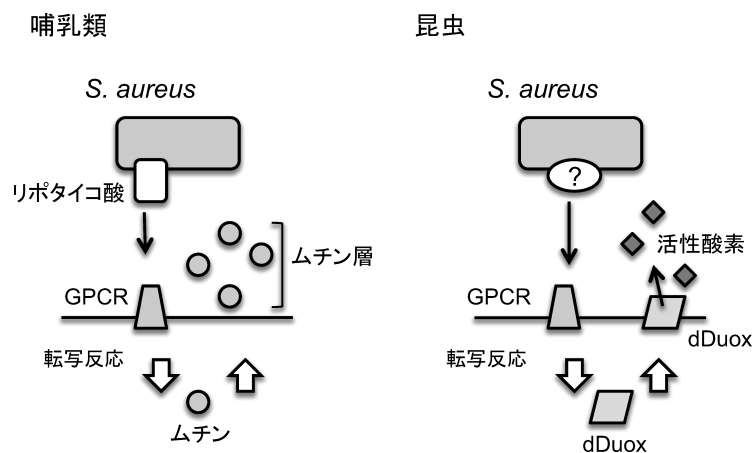 哺乳類
S. aureus
リポタイコ酸
ムチン層
GPCR
転写反応
ムチン
昆虫
S. aureus
?
活性酸素
GPCR
dDuox
転写反応
dDuox